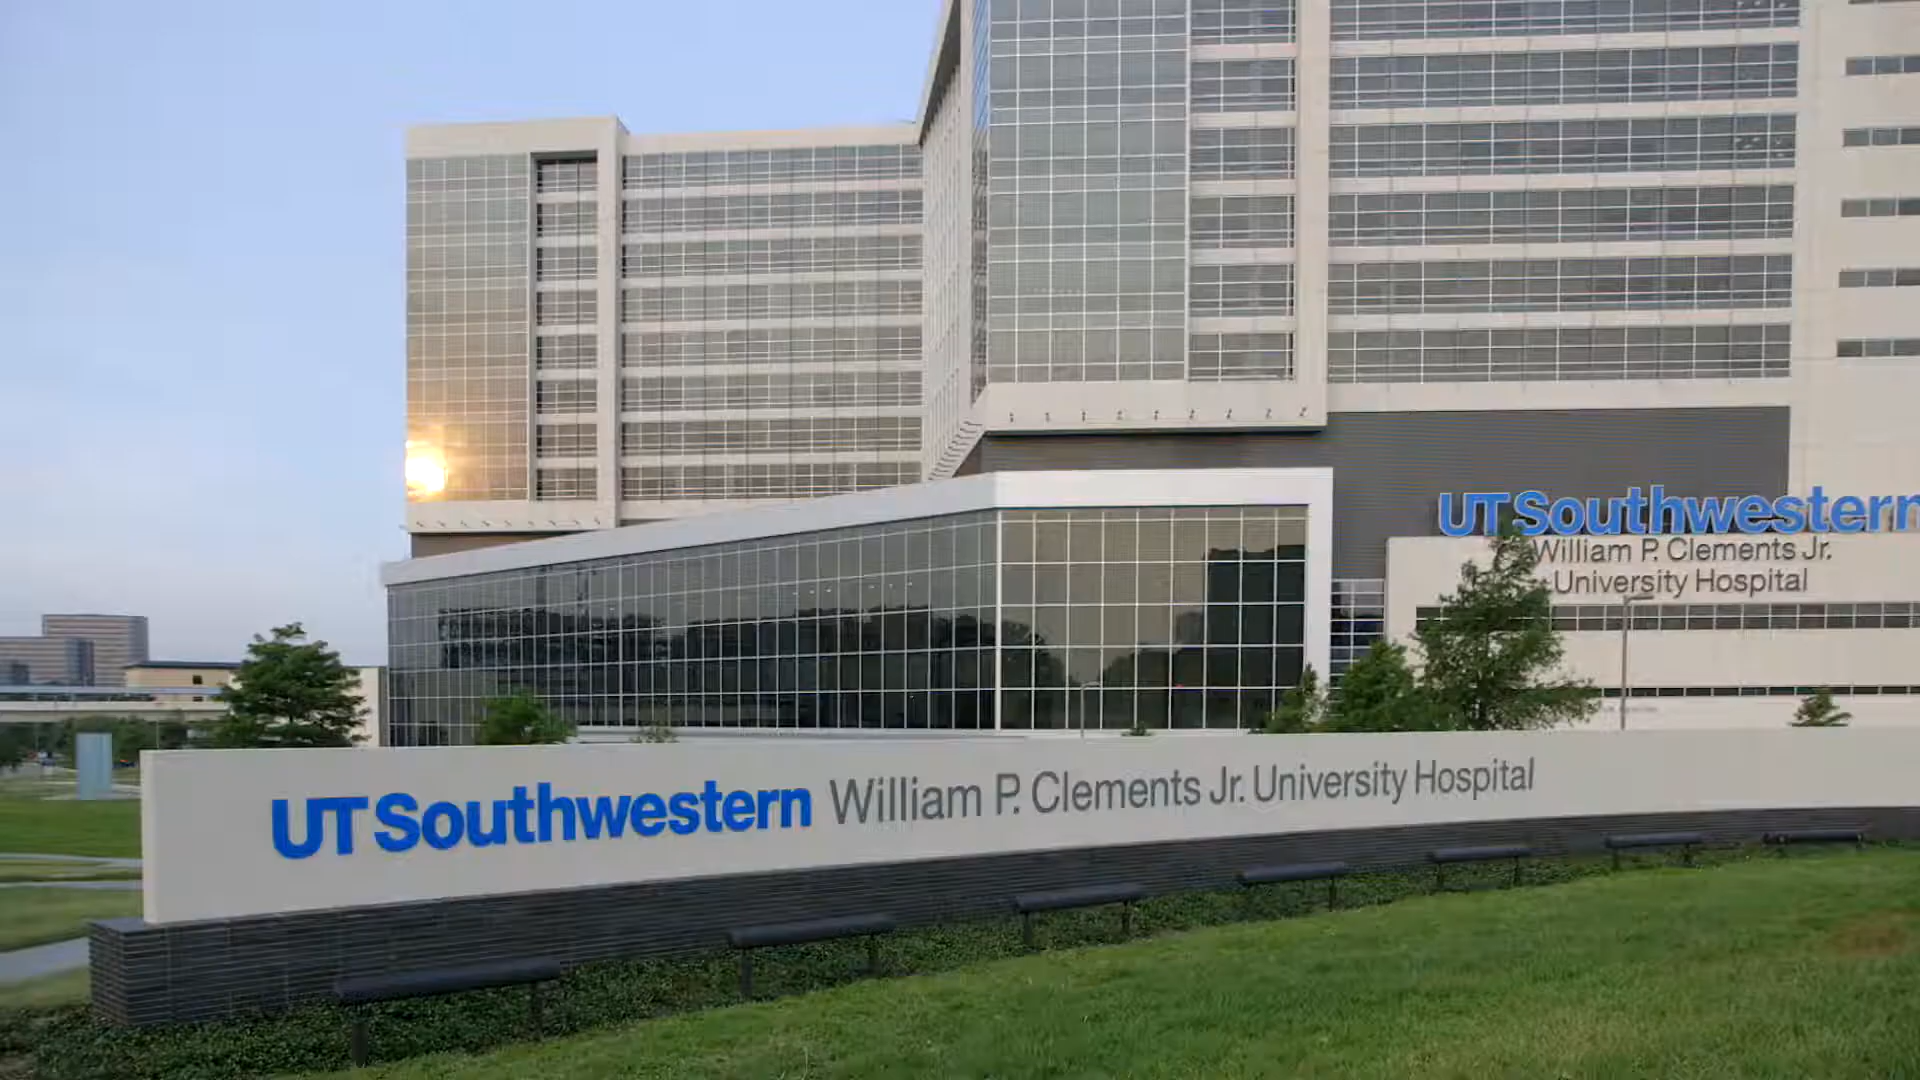 UTSouthwestern
William P. Clements Jr.
University Hospital
UTSouthwestern William P. Clements Jr. University Hospital